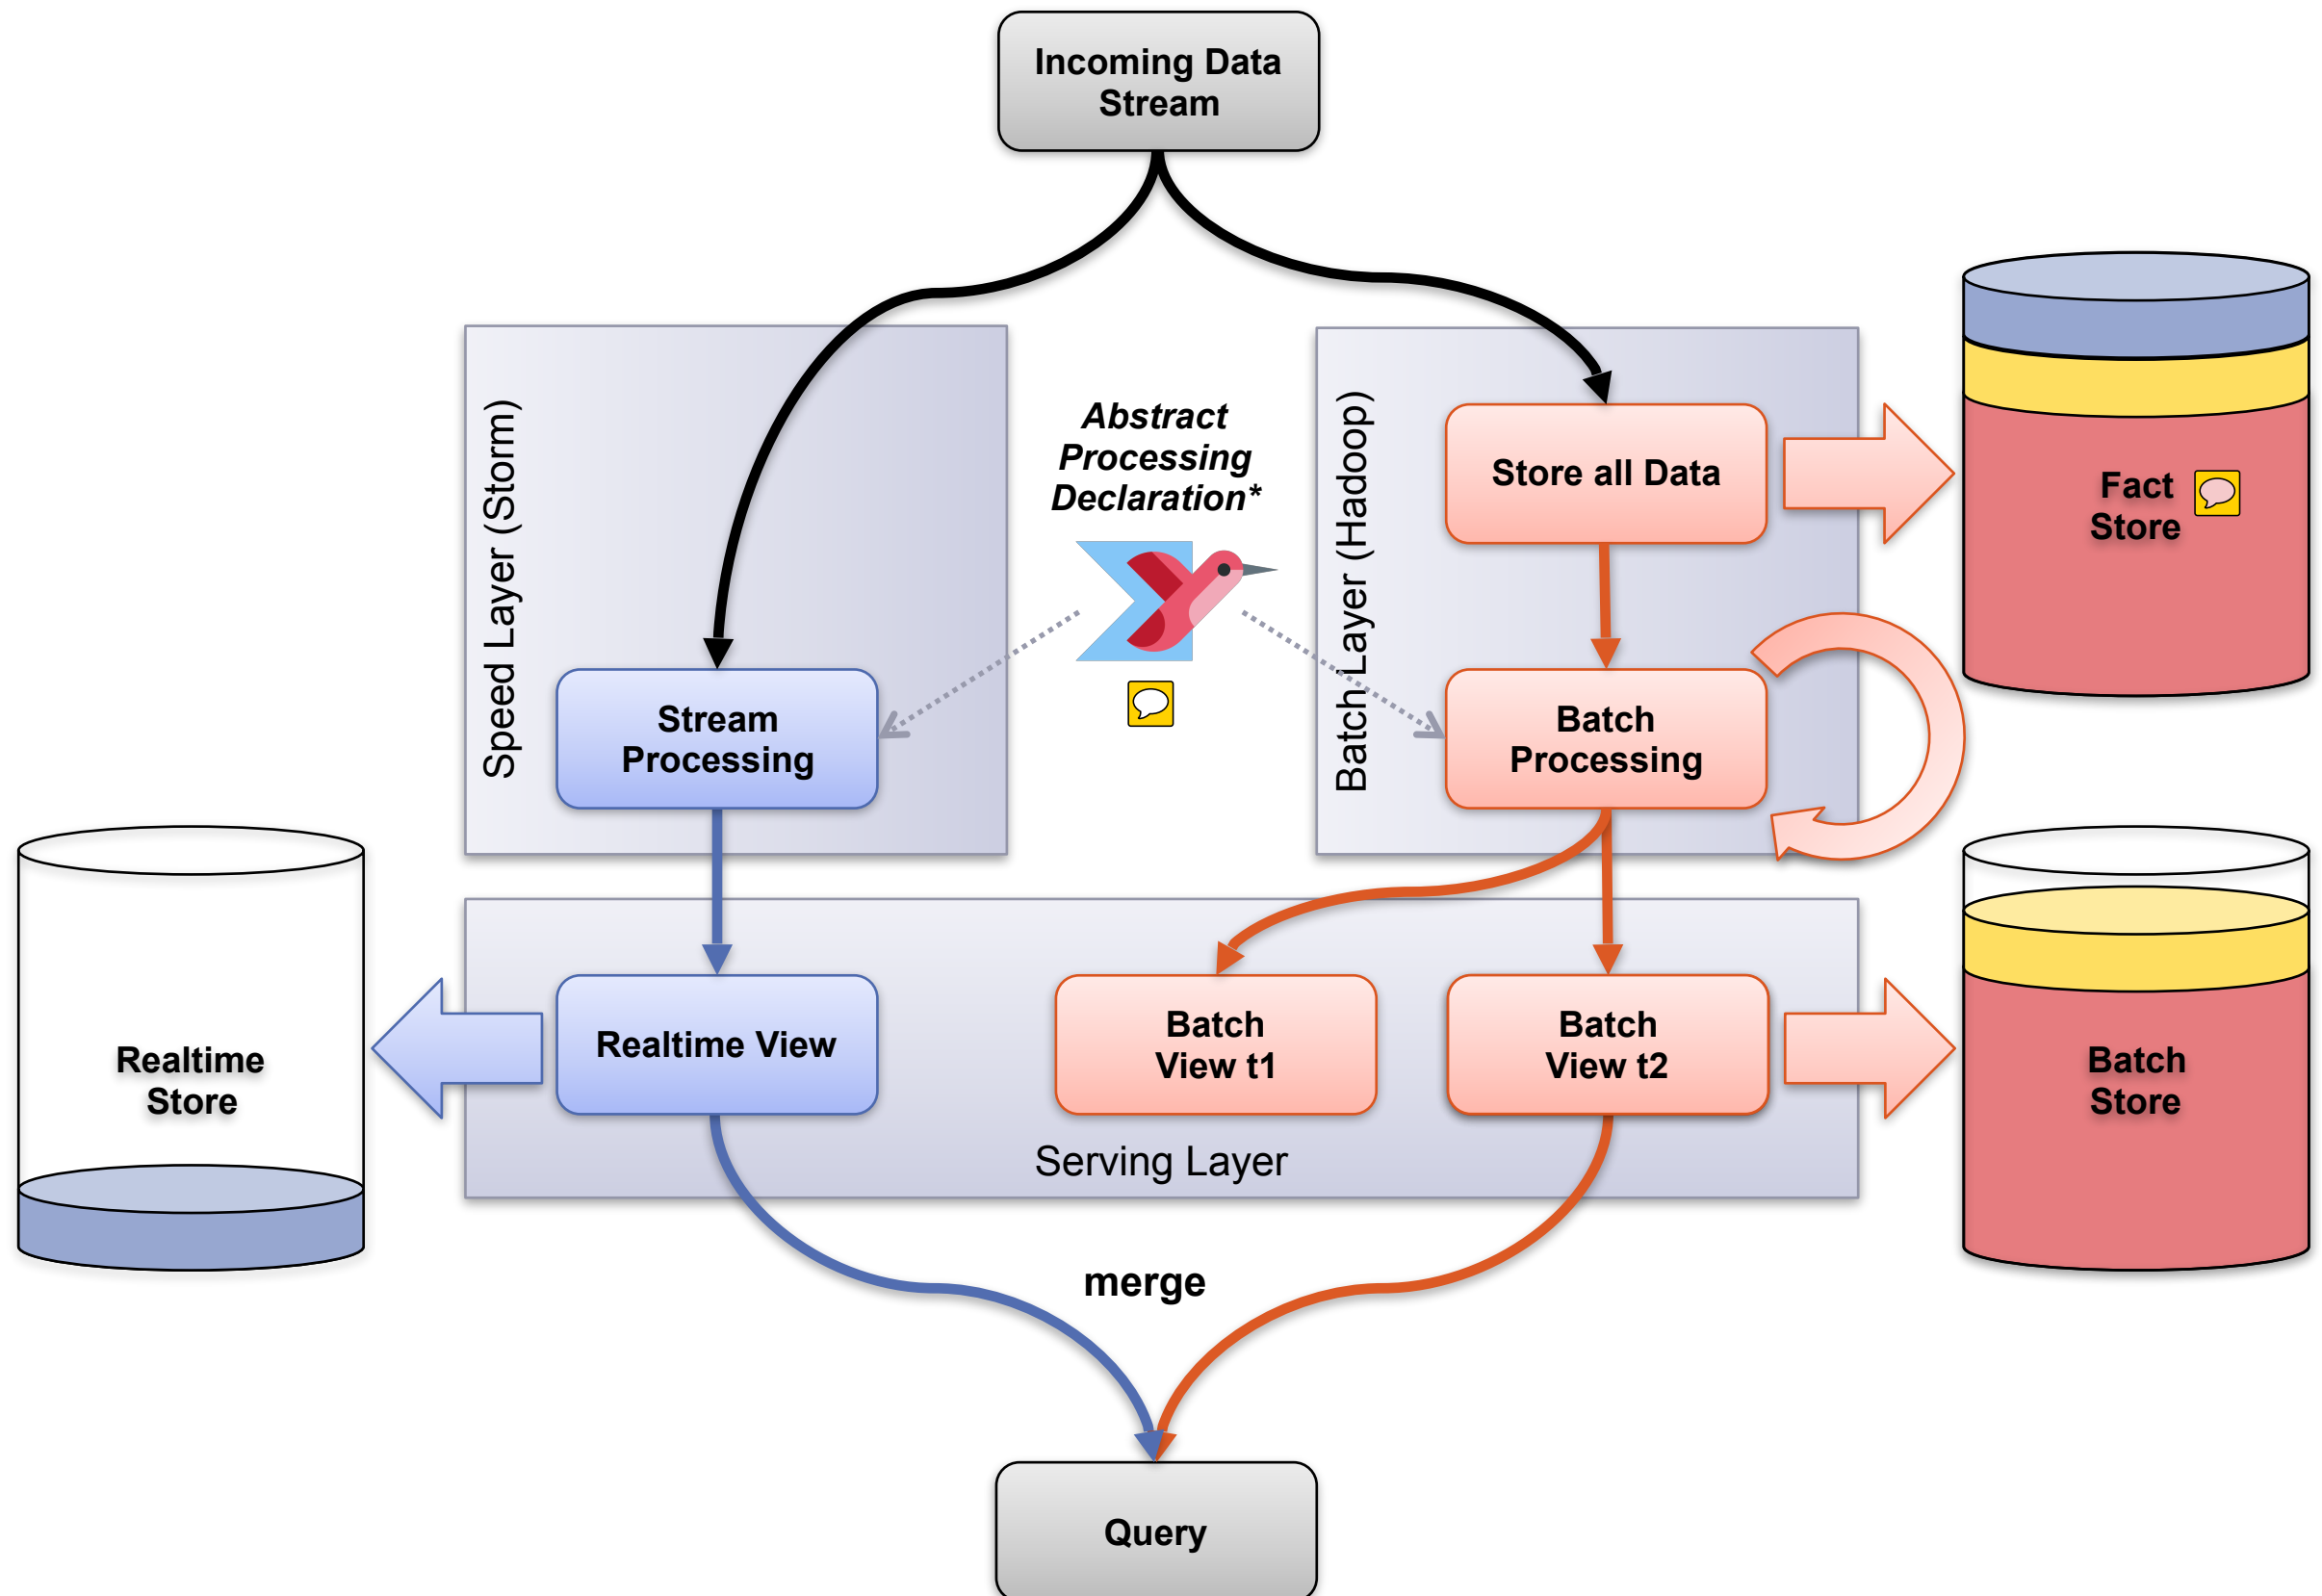 Incoming Data
Stream
Speed Layer (Storm)
Abstract
Processing
Declaration*
Batch Layer (Hadoop)
Store all Data
Fact
Store
Stream
Processing
Batch
Processing
Realtime
Store
Realtime View
Batch
View t1
Batch
View t2
Batch
Store
Serving Layer
merge
Query